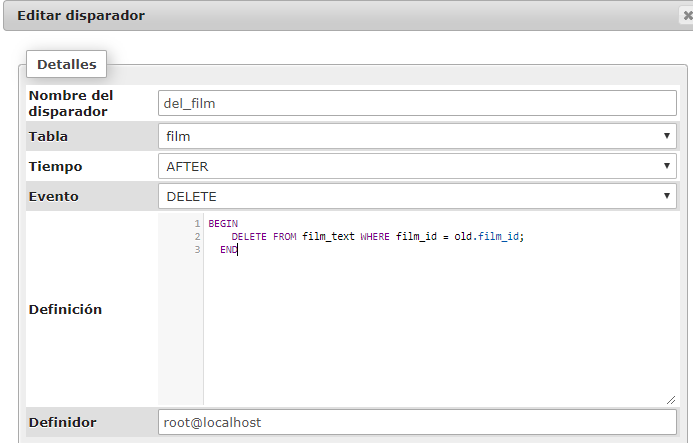 Editar disparador
Detalles
Nombre del
disparador
del_film
Tabla
film
Tiempo
AFTER
Evento
DELETE
Definición
1 BEGIN
2 DELETE FROM film_text WHERE film_id = old.film_id;
3 END
Definidor
root@localhost